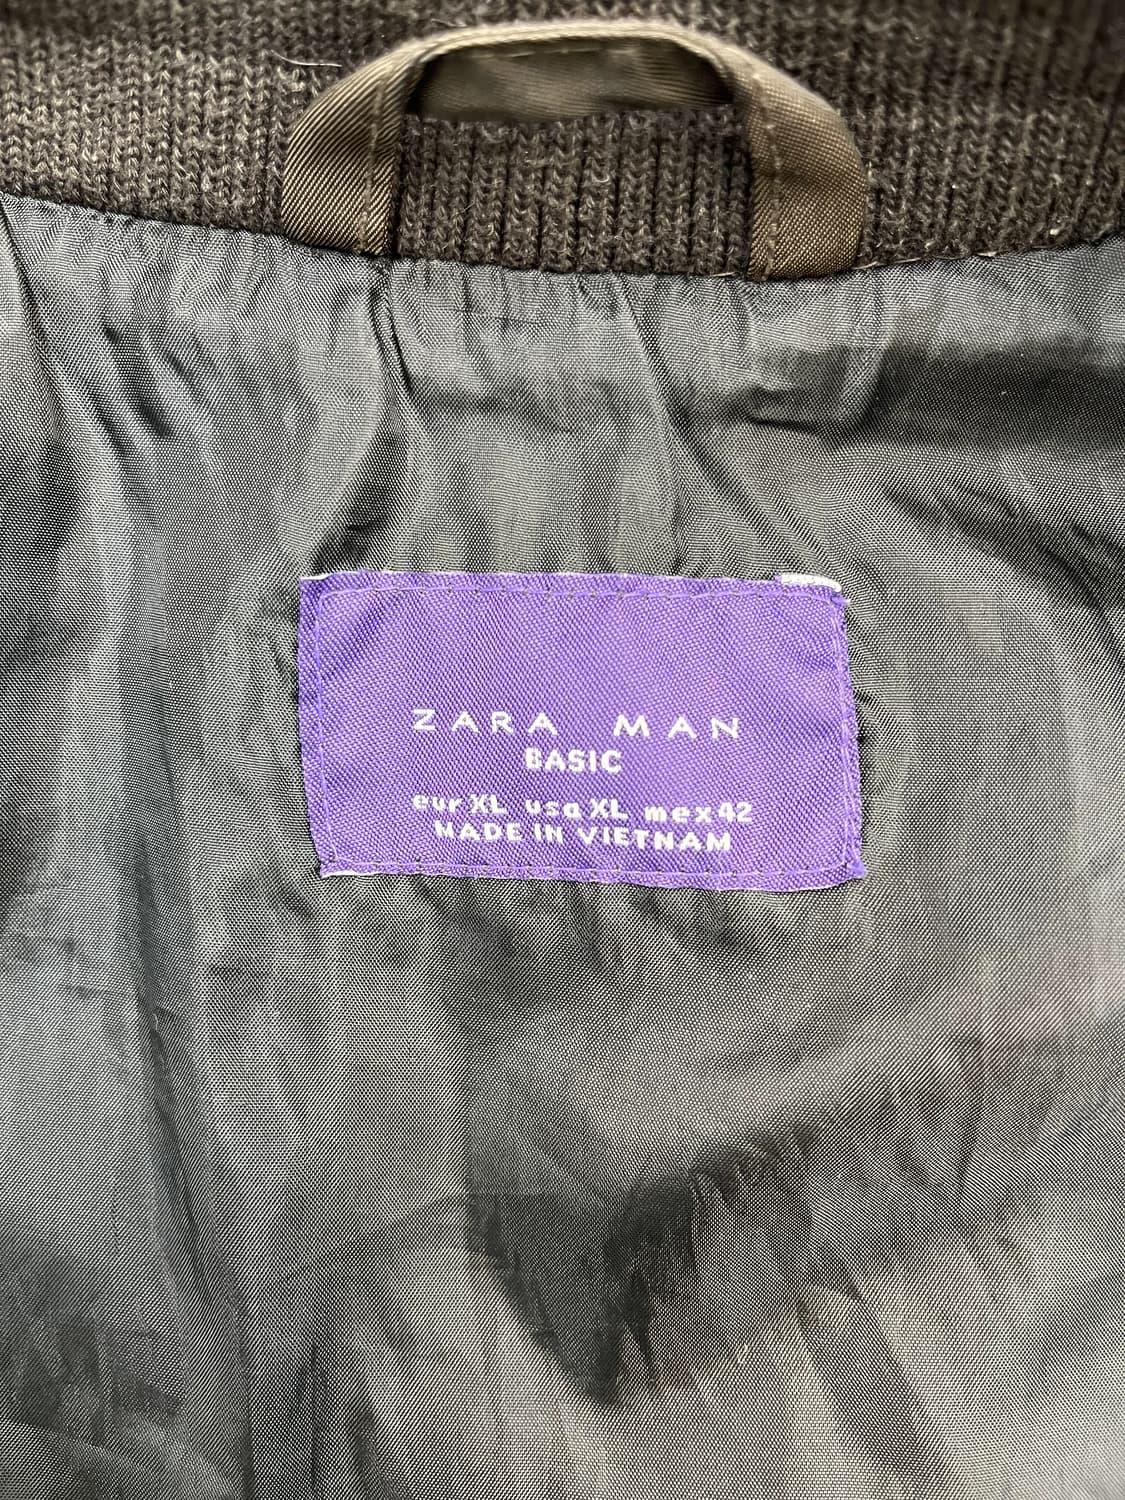 ZARA MAN
BASIC
eur XL usa XL mex 42
MADE IN VIETNAM